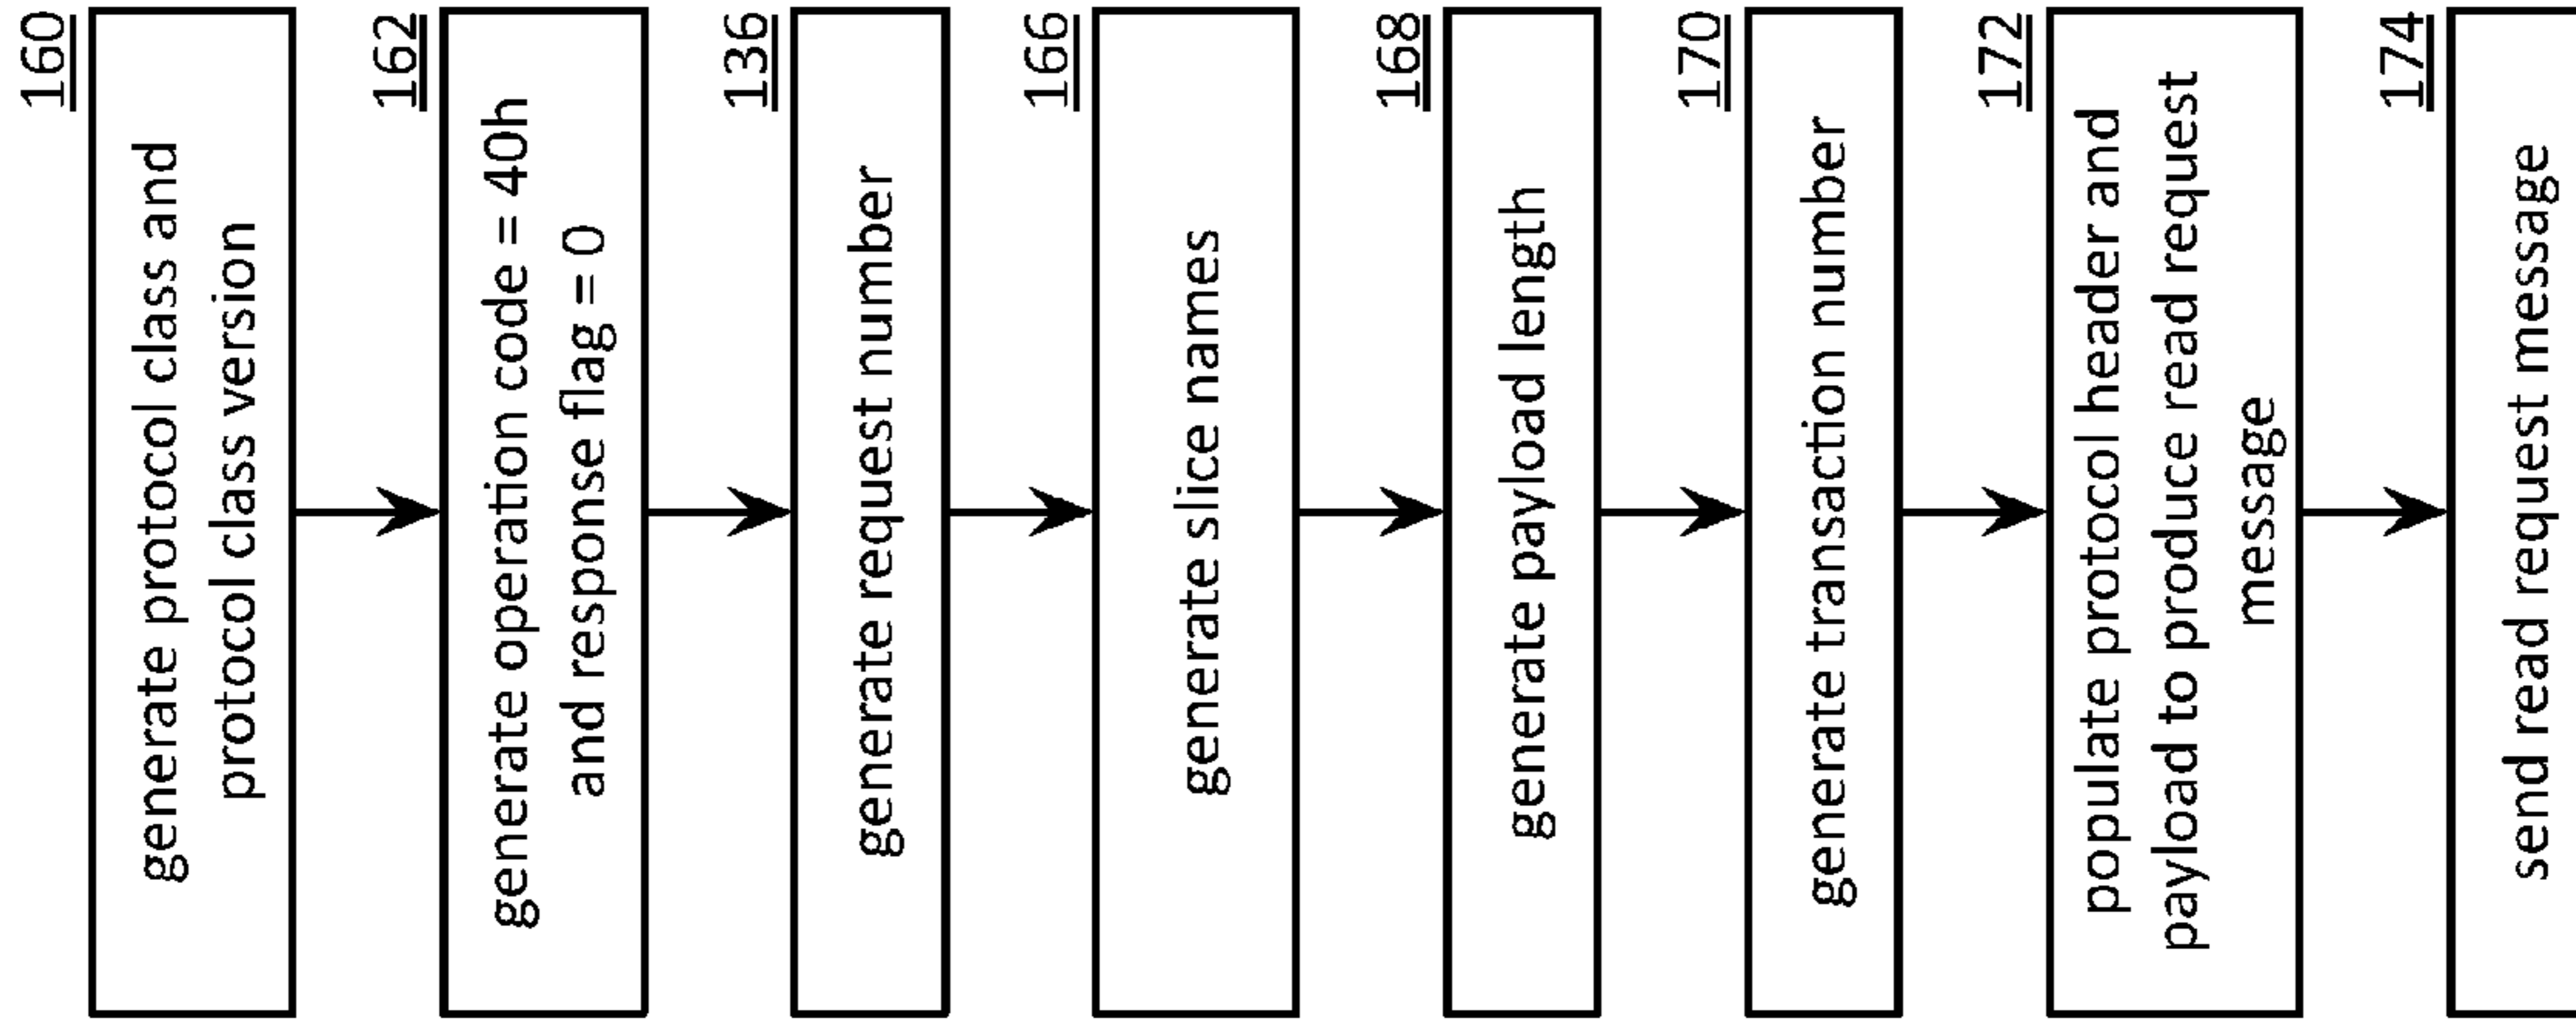 160
generate protocol class and
protocol class version
162
generate operation code = 40h
and response flag = 0
136
generate request number
166
generate slice names
168
generate payload length
170
generate transaction number
172
populate protocol header and
payload to produce read request
message
174
send read request message